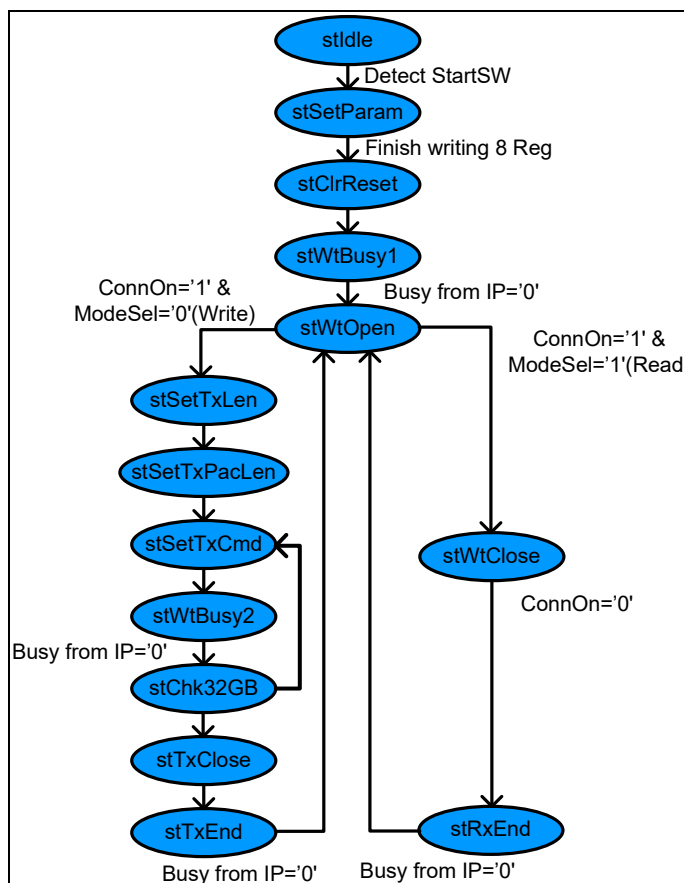 stIdle
Detect StartSW
stSetParam
Finish writing 8 Reg
stClrReset
stWtBusy1
Busy from IP='0'
ConnOn='1' &
ModeSel='0'(Write)
stWtOpen
ConnOn='1' &
ModeSel='1'(Read
stSetTxLen
stSetTxPacLen
stSetTxCmd
stWtClose
ConnOn='0'
stWtBusy2
Busy from IP='0'
stChk32GB
stTxClose
stTxEnd
Busy from IP='0'
stRxEnd
Busy from IP='0'